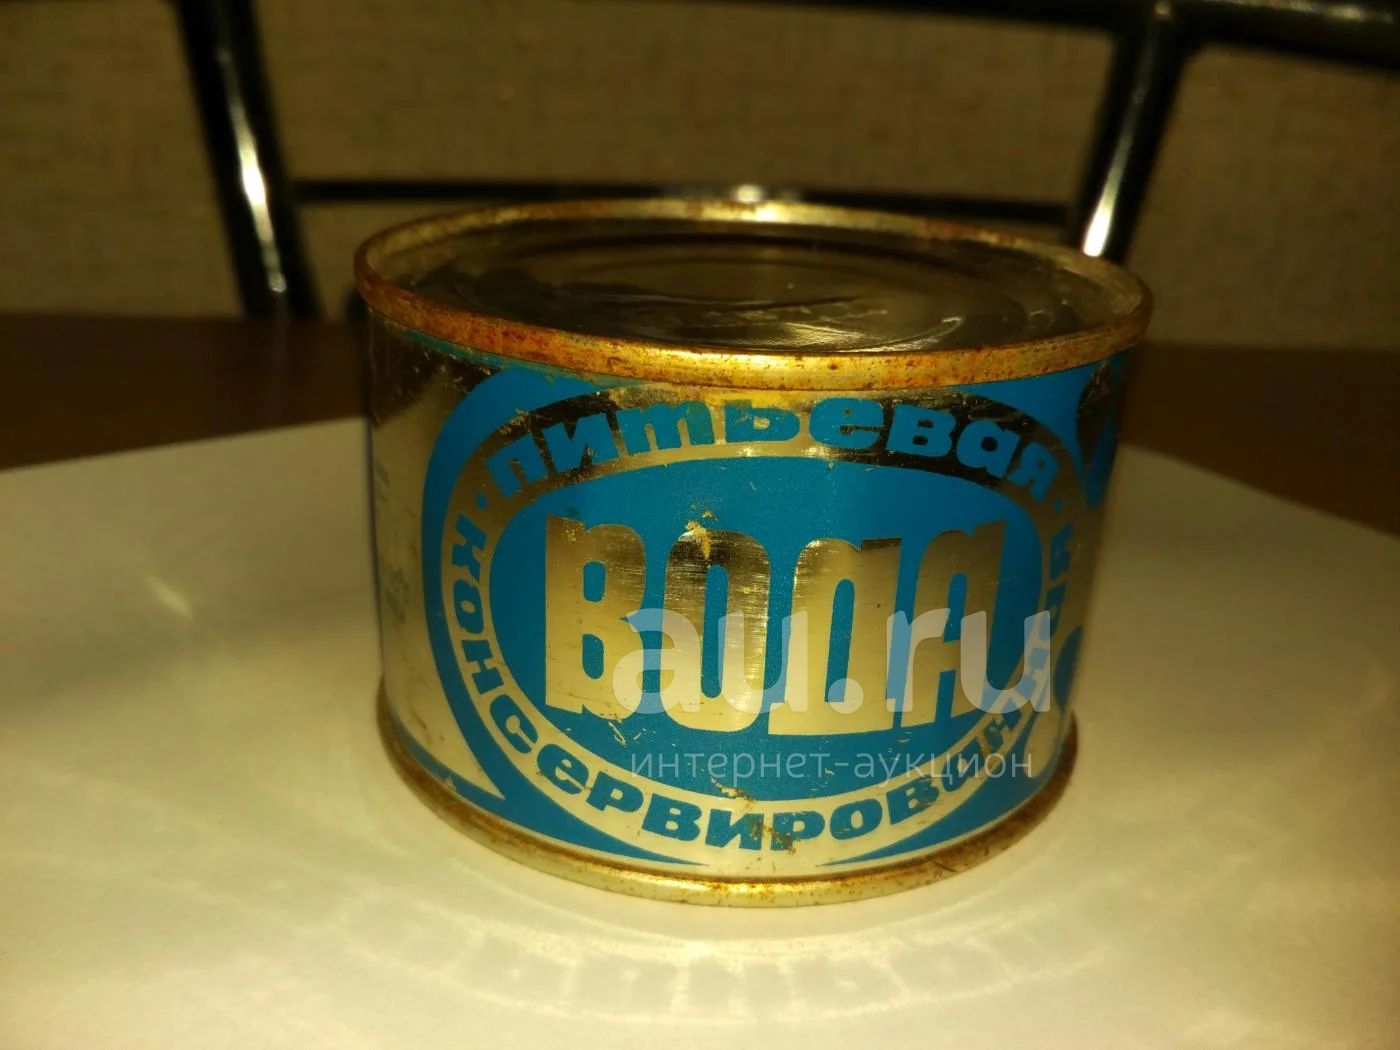 питьевая
ВОДА
консервированная
au.ru
интернет-аукцион